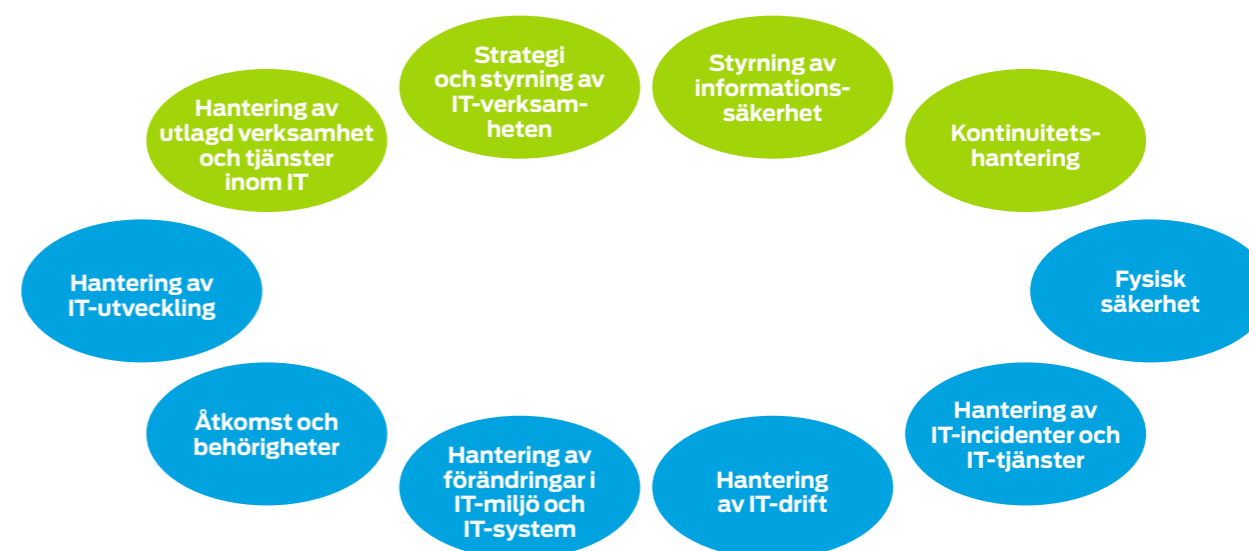 Strategi
och styrning av
IT-verksam-
heten
Styrning av
informations-
säkerhet
Hantering av
utlagd verksamhet
och tjänster
inom IT
Kontinuitets-
hantering
Hantering av
IT-utveckling
Fysisk
säkerhet
Åtkomst och
behörigheter
Hantering av
IT-incidenter och
IT-tjänster
Hantering av
förändringar i
IT-miljö och
IT-system
Hantering
av IT-drift